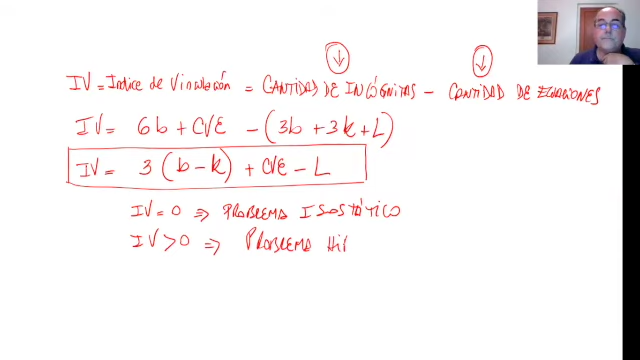 IV = Indice de Vinculación = CANTIDAD DE INCÓGNITAS - CANTIDAD DE ECUACIONES
IV = 6b + CVE - (3b + 3k + L)
IV = 3 (b - k) + CVE - L
IV = 0 ⇒ PROBLEMA ISOSTÁTICO
IV > 0 ⇒ PROBLEMA HI